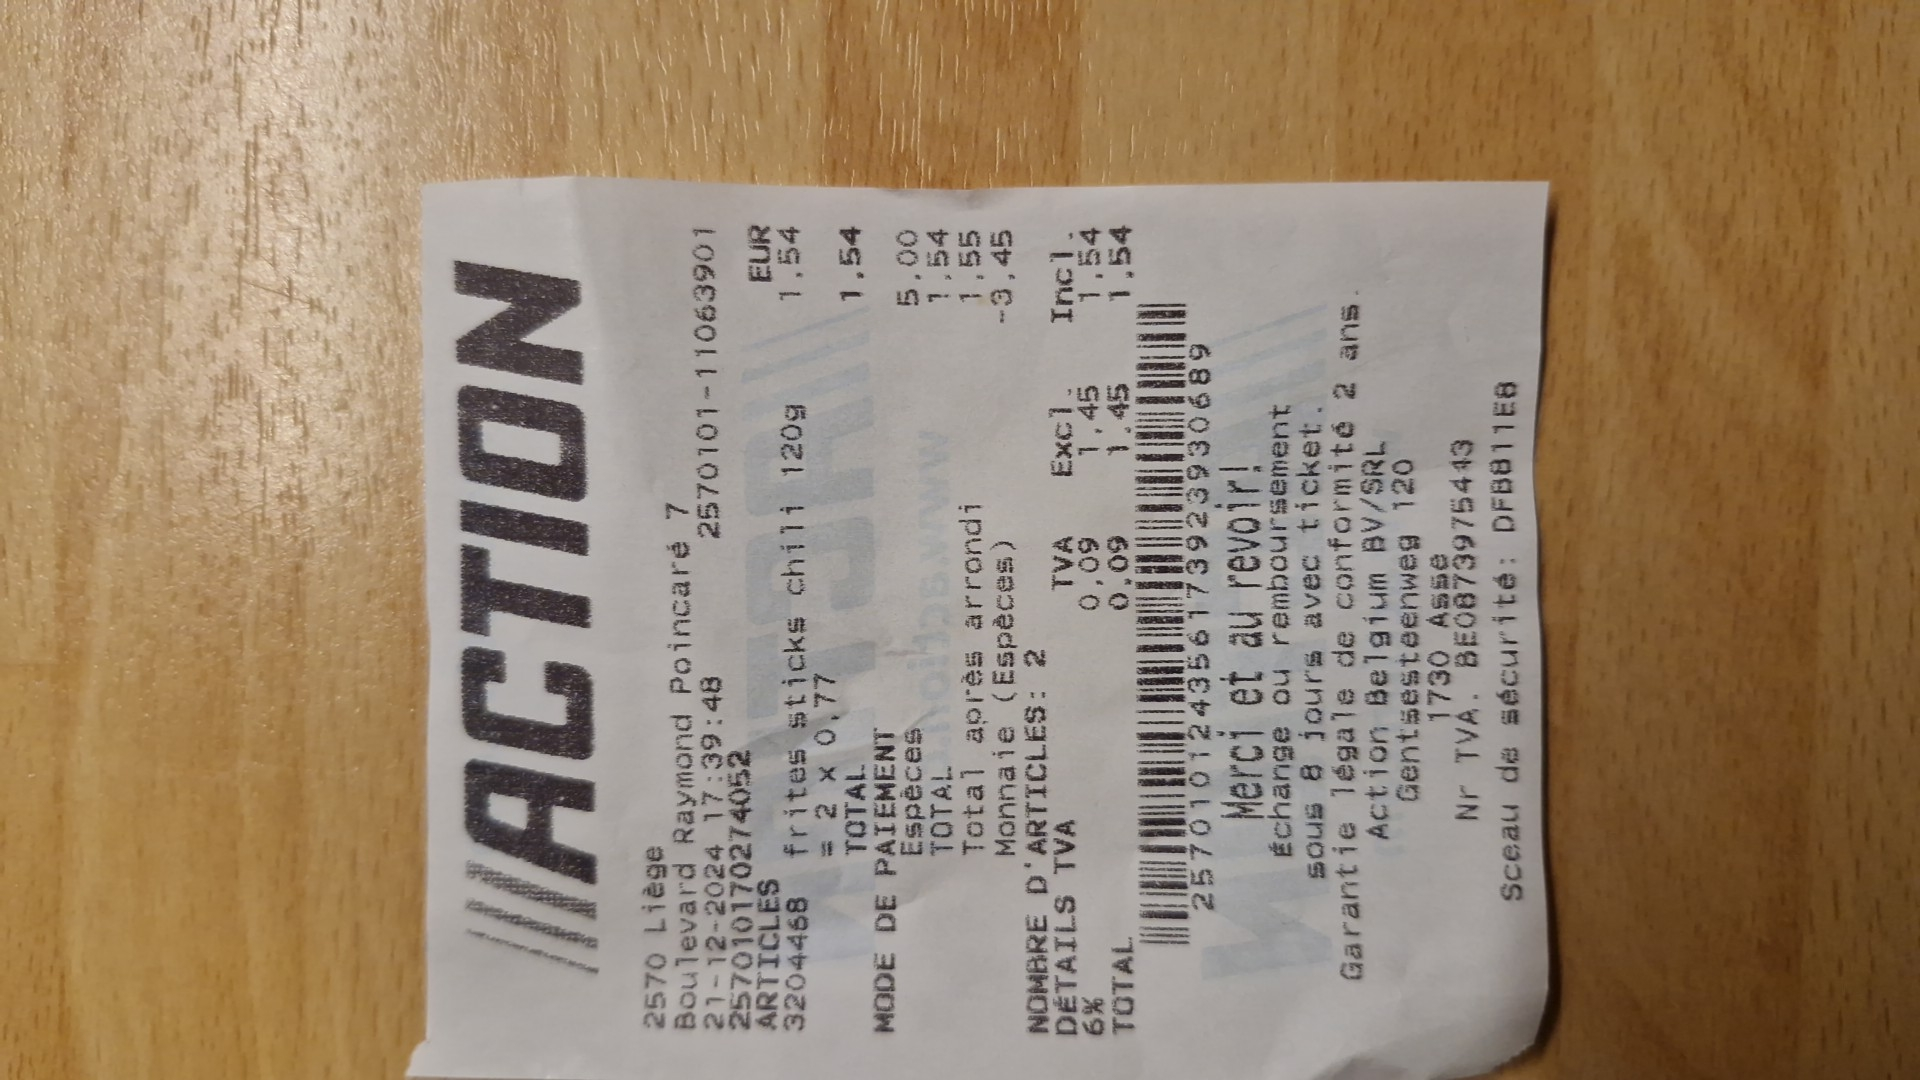 ACTION
2570 Liège
Boulevard Raymond Poincaré 7
21-12-2024 17:39:48 2570101-11063901
257010170274052
ARTICLES EUR
3204468 frites sticks chili 120g 1,54
= 2 x 0,77
TOTAL 1,54
MODE DE PAIEMENT
Espèces 5,00
TOTAL 1,54
Total après arrondi 1,55
Monnaie (Espèces) -3,45
NOMBRE D'ARTICLES: 2
DÉTAILS TVA TVA Excl. Incl.
6% 0,09 1,45 1,54
TOTAL 0,09 1,45 1,54
25701012435617392393068​9
Merci et au revoir!
Échange ou remboursement
sous 8 jours avec ticket.
Garantie légale de conformité 2 ans.
Action Belgium BV/SRL
Gentsesteenweg 120
1730 Asse
Nr TVA. BE0873975443
Sceau de sécurité: DFBB11E8